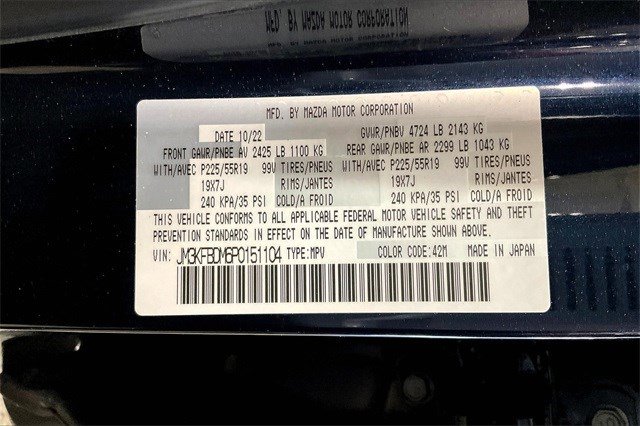 MFD. BY MAZDA MOTOR CORPORATION
MFD. BY MAZDA MOTOR CORPORATION
DATE 10/22 GVWR/PNBV 4724 LB 2143 KG
FRONT GAWR/PNBE AV 2425 LB 1100 KG REAR GAWR/PNBE AR 2299 LB 1043 KG
WITH/AVEC P225/55R19 99V TIRES/PNEUS WITH/AVEC P225/55R19 99V TIRES/PNEUS
19X7J RIMS/JANTES 19X7J RIMS/JANTES
240 KPA/35 PSI COLD/A FROID 240 KPA/35 PSI COLD/A FROID
THIS VEHICLE CONFORMS TO ALL APPLICABLE FEDERAL MOTOR VEHICLE SAFETY AND THEFT
PREVENTION STANDARDS IN EFFECT ON THE DATE OF MANUFACTURE SHOWN ABOVE.
VIN: JM3KFBDM6P0151104 TYPE:MPV COLOR CODE:42M MADE IN JAPAN